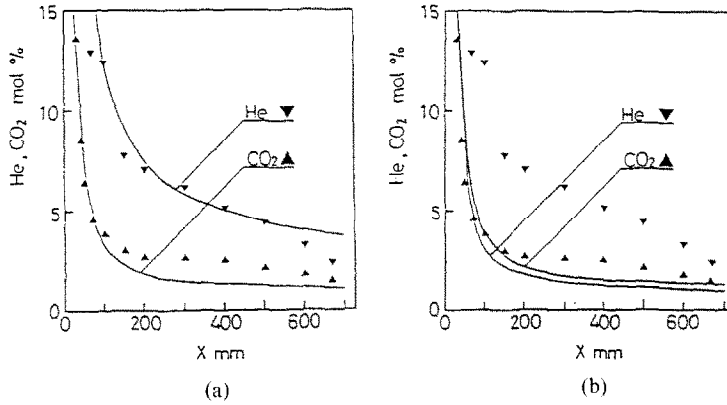 15
10
5
0
He, CO₂ mol %
He ▼
CO₂ ▲
0 200 400 600
X mm
(a)
15
10
5
0
He, CO₂ mol %
He ▼
CO₂ ▲
0 200 400 600
X mm
(b)